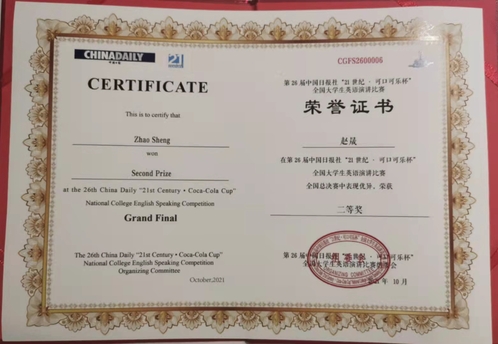 CHINADAILY
21
CERTIFICATE
This is to certify that
Zhao Sheng
won
Second Prize
at the 26th China Daily "21st Century • Coca-Cola Cup"
National College English Speaking Competition
Grand Final
The 26th China Daily "21st Century • Coca-Cola Cup"
National College English Speaking Competition
Organizing Committee
October,2021
CGFS2600006
第26届中国日报社“21世纪 · 可口可乐杯”
全国大学生英语演讲比赛
荣誉证书
赵晟
在第26届中国日报社“21世纪 · 可口可乐杯”
全国大学生英语演讲比赛
全国总决赛中表现优异，荣获
二等奖
第26届中国日报社“21世纪 · 可口可乐杯”
全国大学生英语演讲比赛组委会
10月